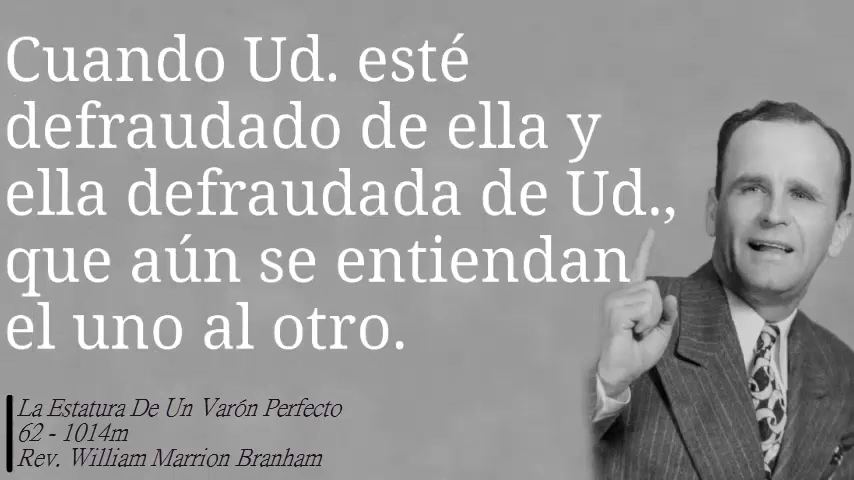 Cuando Ud. esté
defraudado de ella y
ella defraudada de Ud.,
que aún se entiendan
el uno al otro.
La Estatura De Un Varón Perfecto
62 - 1014m
Rev. William Marrion Branham